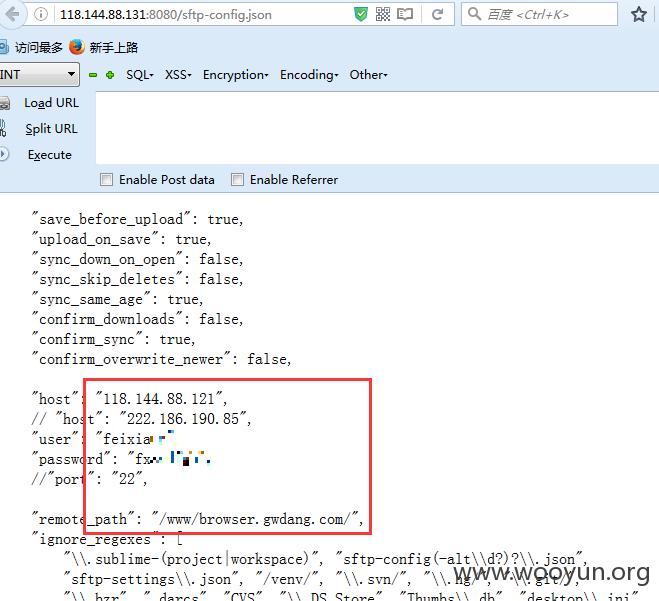 118.144.88.131:8080/sftp-config.json
百度 <Ctrl+K>
访问最多 新手上路
INT SQL- XSS- Encryption- Encoding- Other-
Load URL
Split URL
Execute
Enable Post data Enable Referrer
"save_before_upload": true,
"upload_on_save": true,
"sync_down_on_open": false,
"sync_skip_deletes": false,
"sync_same_age": true,
"confirm_downloads": false,
"confirm_sync": true,
"confirm_overwrite_newer": false,
"host": "118.144.88.121",
// "host": "222.186.190.85",
"user": "feixia
"password": "fx
//"port": "22",
"remote_path": "/www/browser.gwdang.com/",
"ignore_regexes": [
"\\.sublime-(project|workspace)", "sftp-config(-alt\\d?)?\\.json",
"sftp-settings\\.json", "/venv/", "\\.svn/", "\\.hg/", "\\.git/",
"\\.bzr", "_darcs", "CVS", "\\.DS_Store", "Thumbs\\.db", "desktop\\.ini"
www.wooyun.org